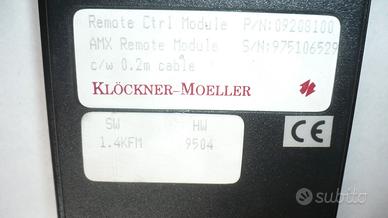 Remote Ctrl Module P/N:09208100
AMX Remote Module S/N:975106529
c/w 0.2m cable
KLÖCKNER-MOELLER
SW HW
1.4KFM 9504
CE
subito